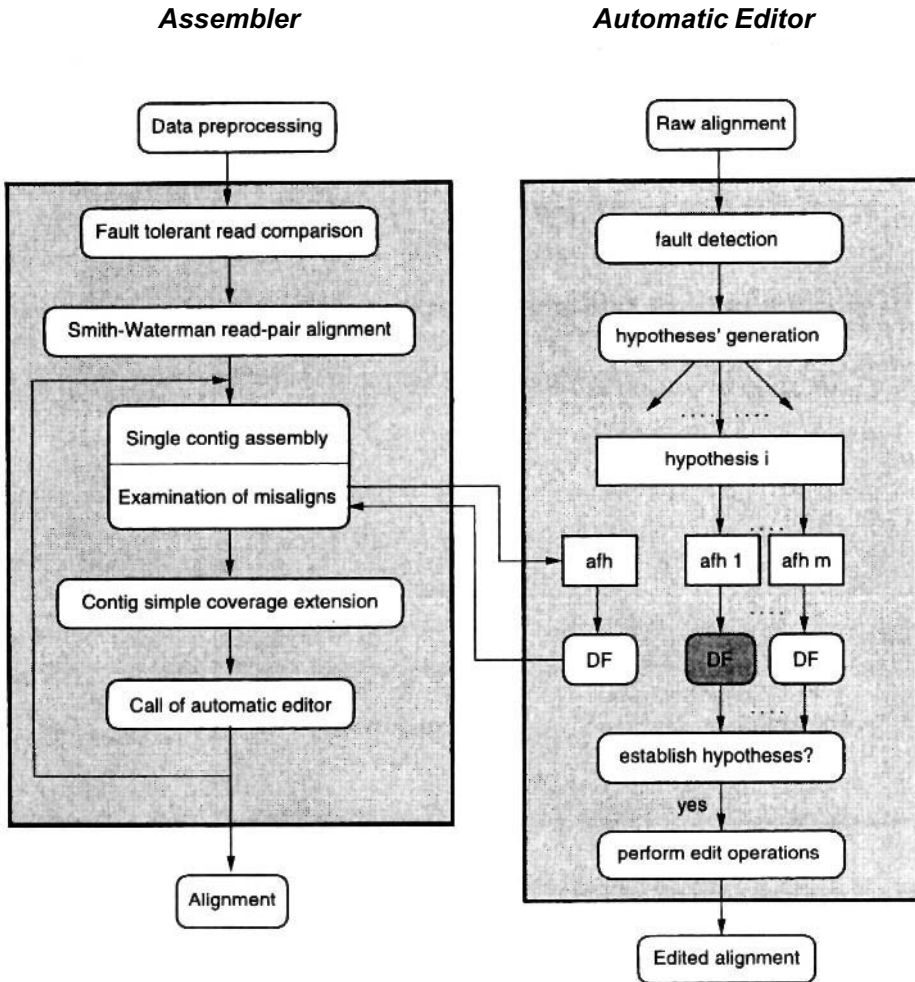 Assembler
Automatic Editor
Data preprocessing
Fault tolerant read comparison
Smith-Waterman read-pair alignment
Single contig assembly
Examination of misaligns
Contig simple coverage extension
Call of automatic editor
Alignment
Raw alignment
fault detection
hypotheses' generation
..... ....
hypothesis i
....
afh
afh 1
afh m
....
DF
DF
DF
....
establish hypotheses?
yes
perform edit operations
Edited alignment